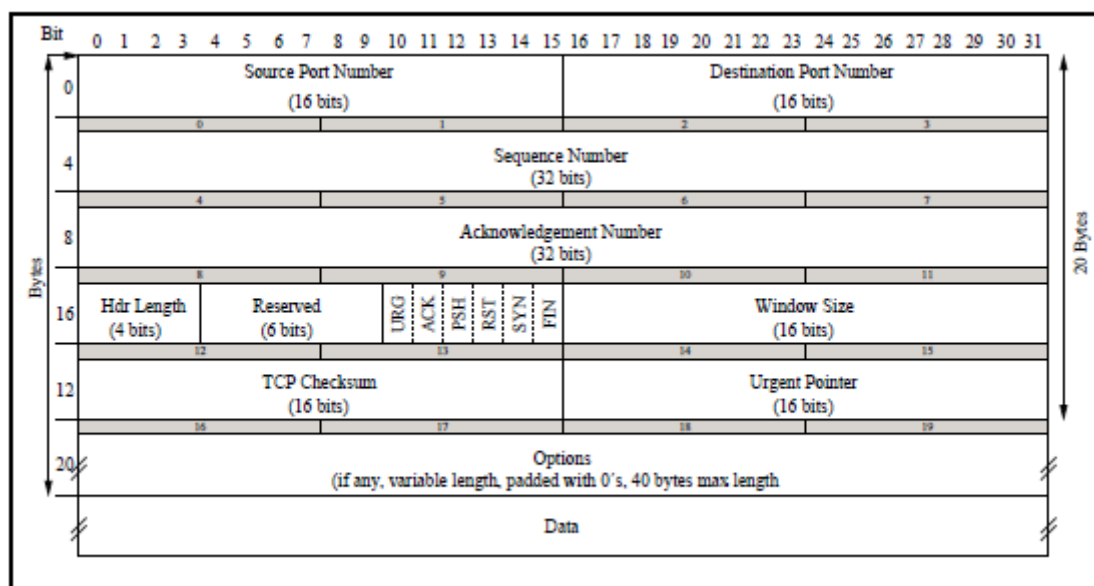 Bit 0 1 2 3 4 5 6 7 8 9 10 11 12 13 14 15 16 17 18 19 20 21 22 23 24 25 26 27 28 29 30 31
0 Source Port Number Destination Port Number
(16 bits) (16 bits)
0 1 2 3
4 Sequence Number
(32 bits)
4 5 6 7
8 Acknowledgement Number
(32 bits)
8 9 10 11
16 Hdr Length Reserved URG ACK PSH RST SYN FIN Window Size
(4 bits) (6 bits) (16 bits)
12 13 14 15
12 TCP Checksum Urgent Pointer
(16 bits) (16 bits)
16 17 18 19
20 Options
(if any, variable length, padded with 0's, 40 bytes max length
Data
Bytes
20 Bytes